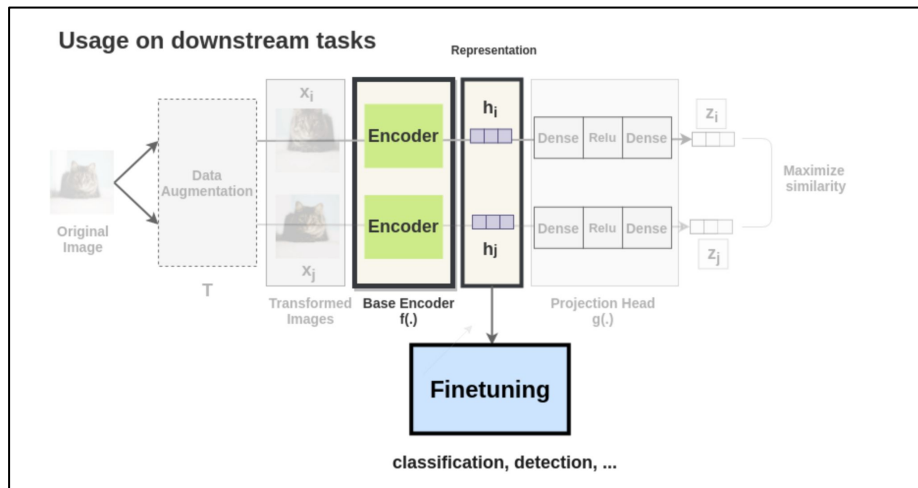 Usage on downstream tasks
Representation
xᵢ
hᵢ
zᵢ
Encoder
Dense
Relu
Dense
Data
Augmentation
Maximize
similarity
Original
Image
Encoder
Dense
Relu
Dense
hⱼ
zⱼ
xⱼ
T
Transformed
Images
Base Encoder
f(.)
Projection Head
g(.)
Finetuning
classification, detection, ...